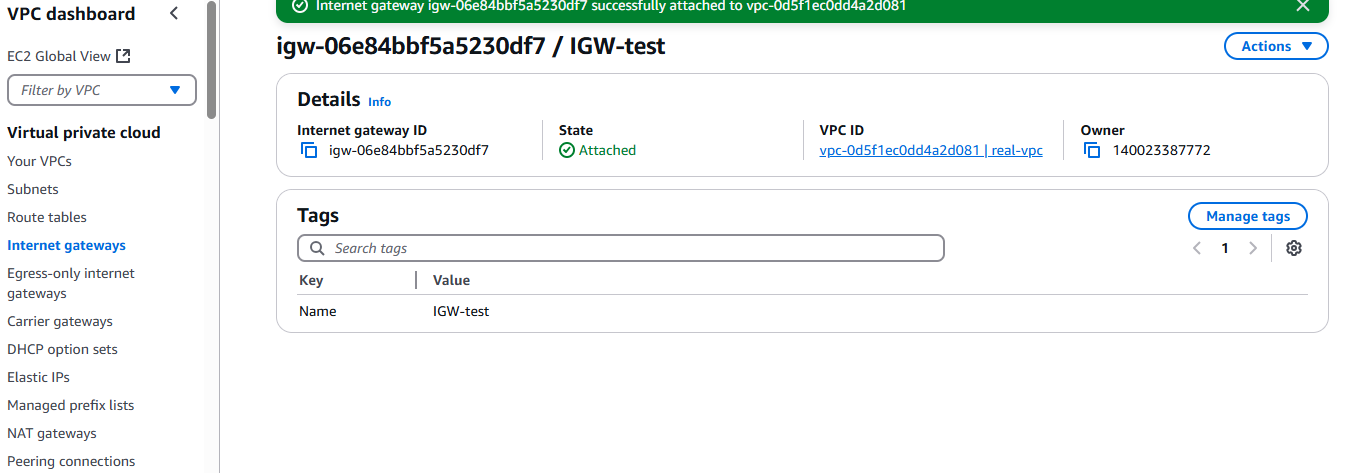 VPC dashboard
EC2 Global View
Filter by VPC
Virtual private cloud
Your VPCs
Subnets
Route tables
Internet gateways
Egress-only internet
gateways
Carrier gateways
DHCP option sets
Elastic IPs
Managed prefix lists
NAT gateways
Peering connections
Internet gateway igw-06e84bbf5a5230df7 successfully attached to vpc-0d5f1ec0dd4a2d081
igw-06e84bbf5a5230df7 / IGW-test
Actions
Details Info
Internet gateway ID
igw-06e84bbf5a5230df7
State
Attached
VPC ID
vpc-0d5f1ec0dd4a2d081 | real-vpc
Owner
140023387772
Tags
Manage tags
Search tags
1
Key Value
Name IGW-test